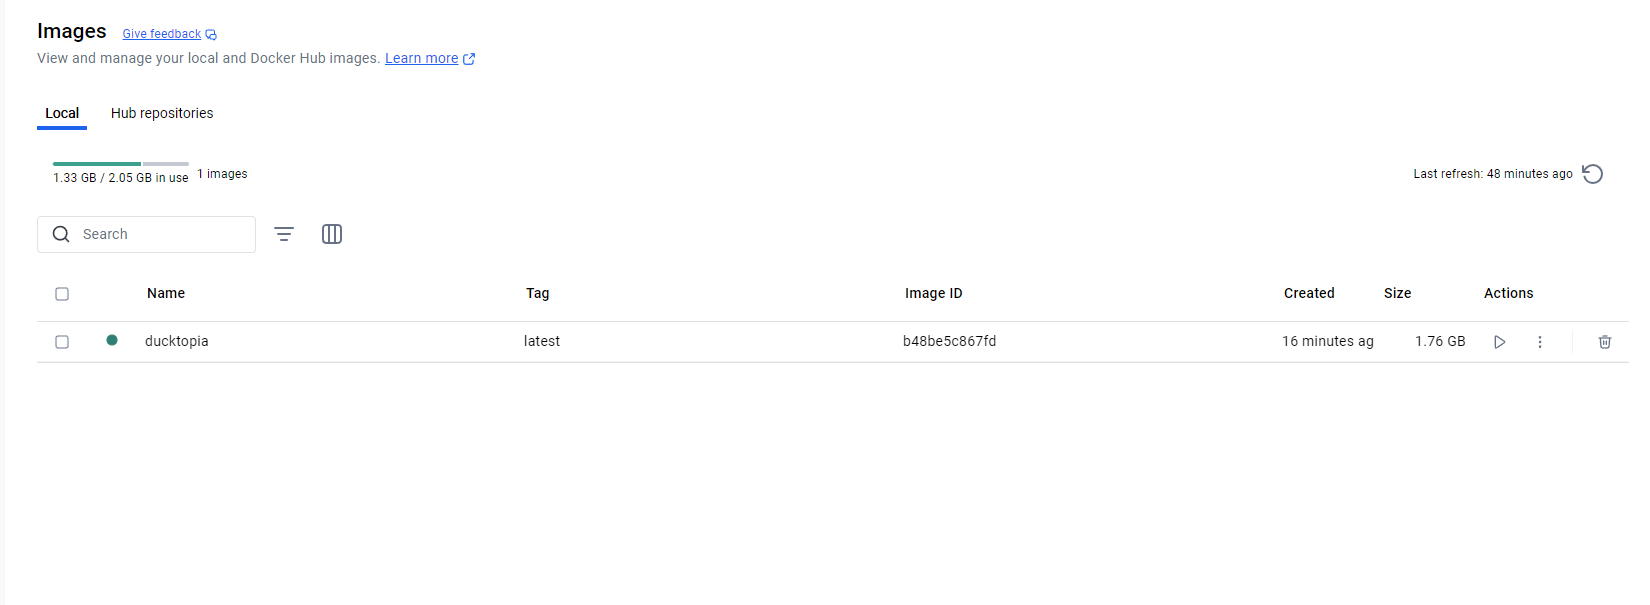 Images Give feedback
View and manage your local and Docker Hub images. Learn more
Local Hub repositories
1.33 GB / 2.05 GB in use 1 images Last refresh: 48 minutes ago
Search
Name Tag Image ID Created Size Actions
ducktopia latest b48be5c867fd 16 minutes ag 1.76 GB